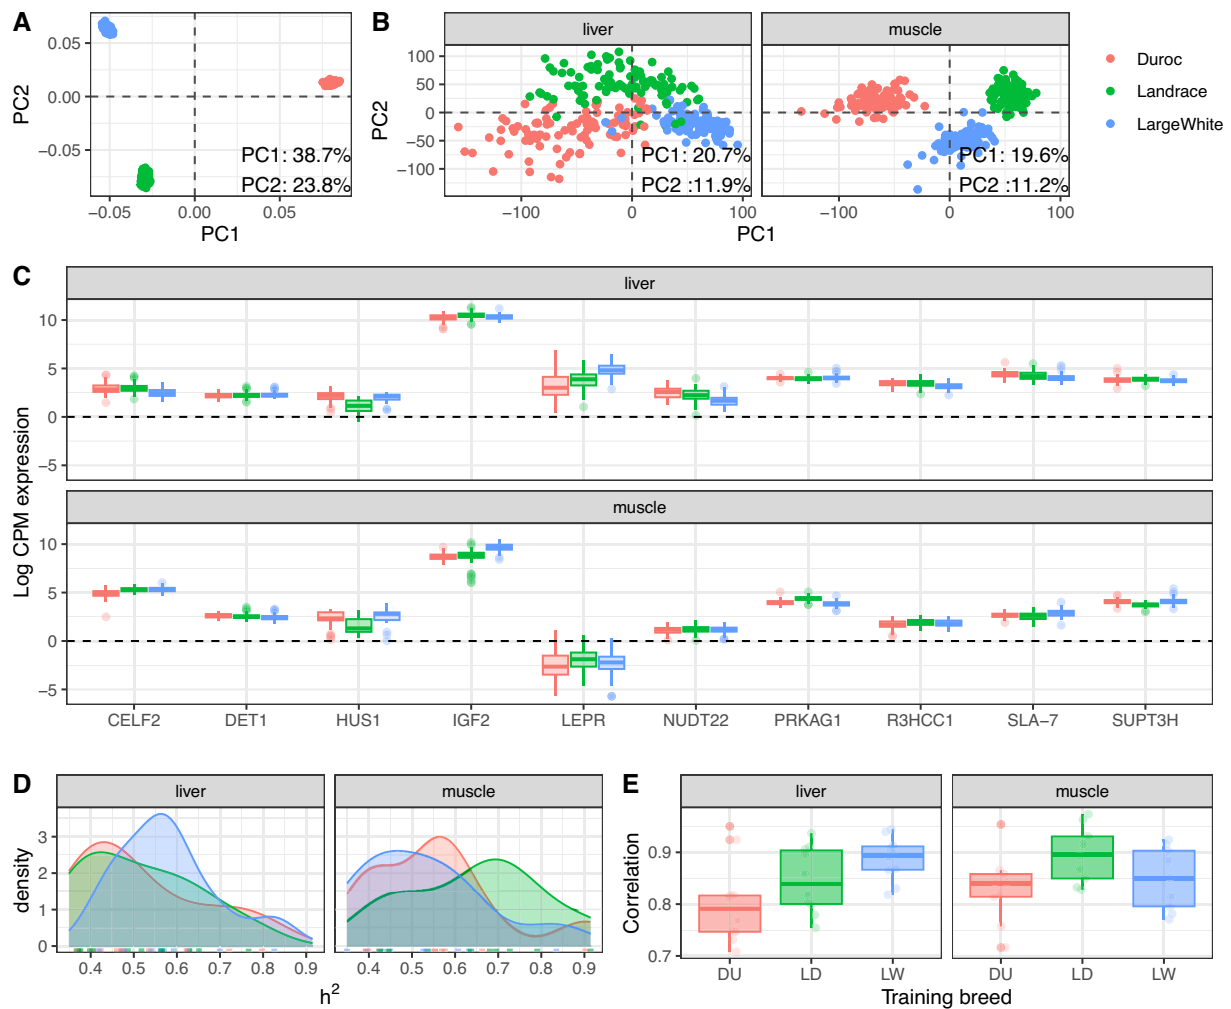 A
PC2
0.05
0.00
−0.05
PC1: 38.7%
PC2: 23.8%
−0.05 0.00 0.05
PC1
B
liver muscle
PC2
100
50
0
−50
−100
PC1: 20.7%
PC2 :11.9%
PC1: 19.6%
PC2 :11.2%
−100 0 100 −100 0 100
PC1
Duroc
Landrace
LargeWhite
C
liver
Log CPM expression
10
5
0
−5
muscle
10
5
0
−5
CELF2 DET1 HUS1 IGF2 LEPR NUDT22 PRKAG1 R3HCC1 SLA−7 SUPT3H
D
liver muscle
density
3
2
1
0
0.4 0.5 0.6 0.7 0.8 0.9 0.4 0.5 0.6 0.7 0.8 0.9
h²
E
liver muscle
Correlation
0.9
0.8
0.7
DU LD LW DU LD LW
Training breed